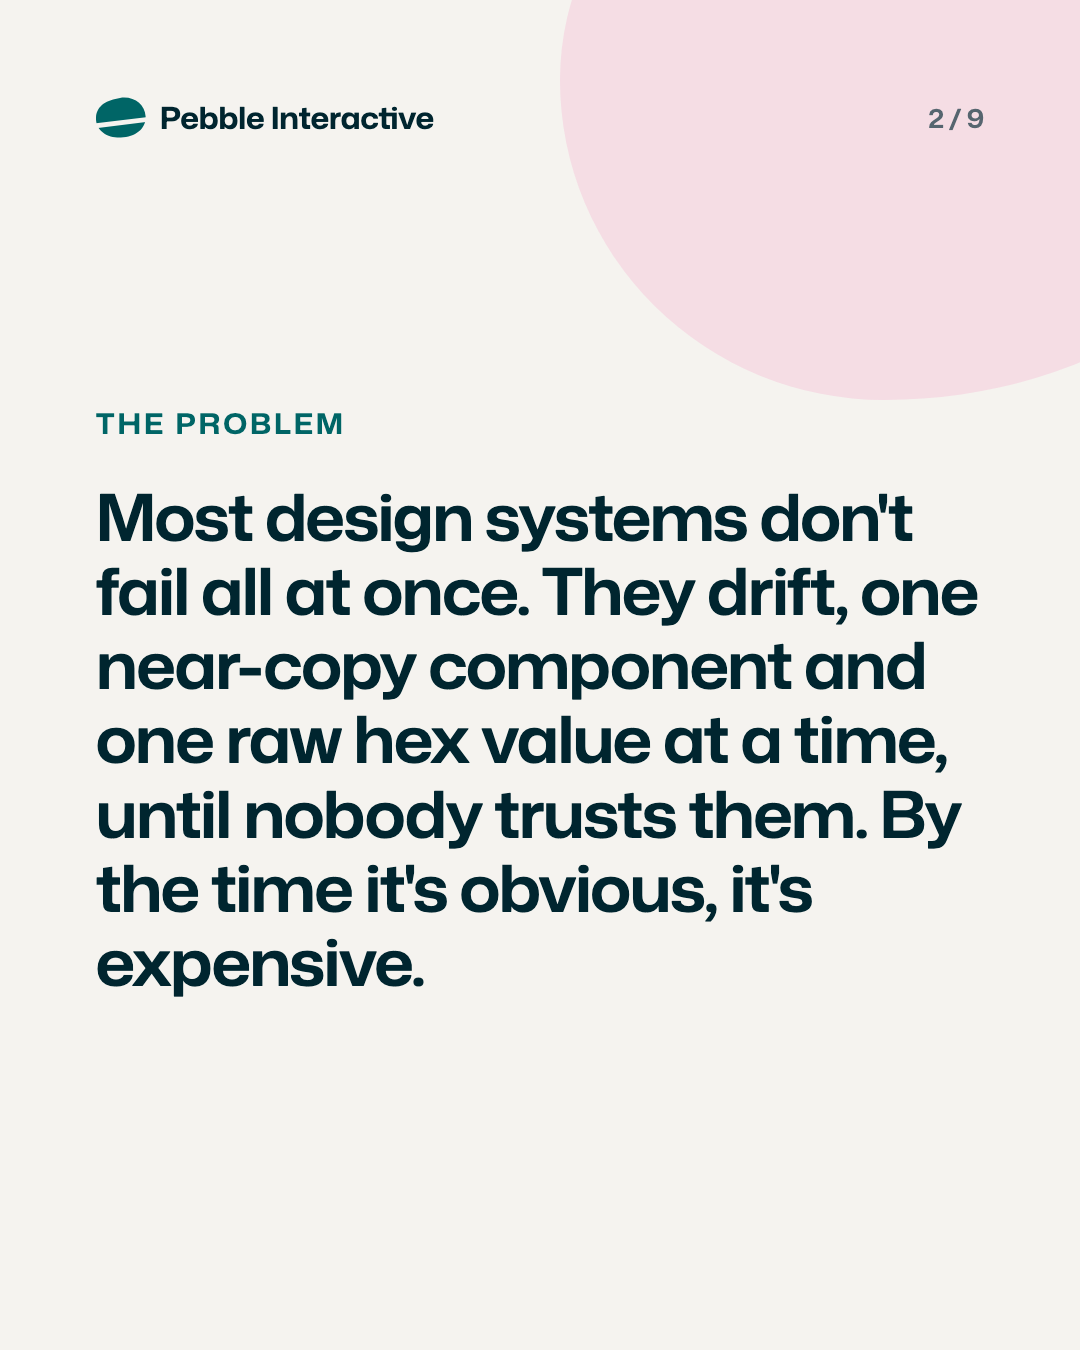 Pebble Interactive
2 / 9
THE PROBLEM
Most design systems don't
fail all at once. They drift, one
near-copy component and
one raw hex value at a time,
until nobody trusts them. By
the time it's obvious, it's
expensive.